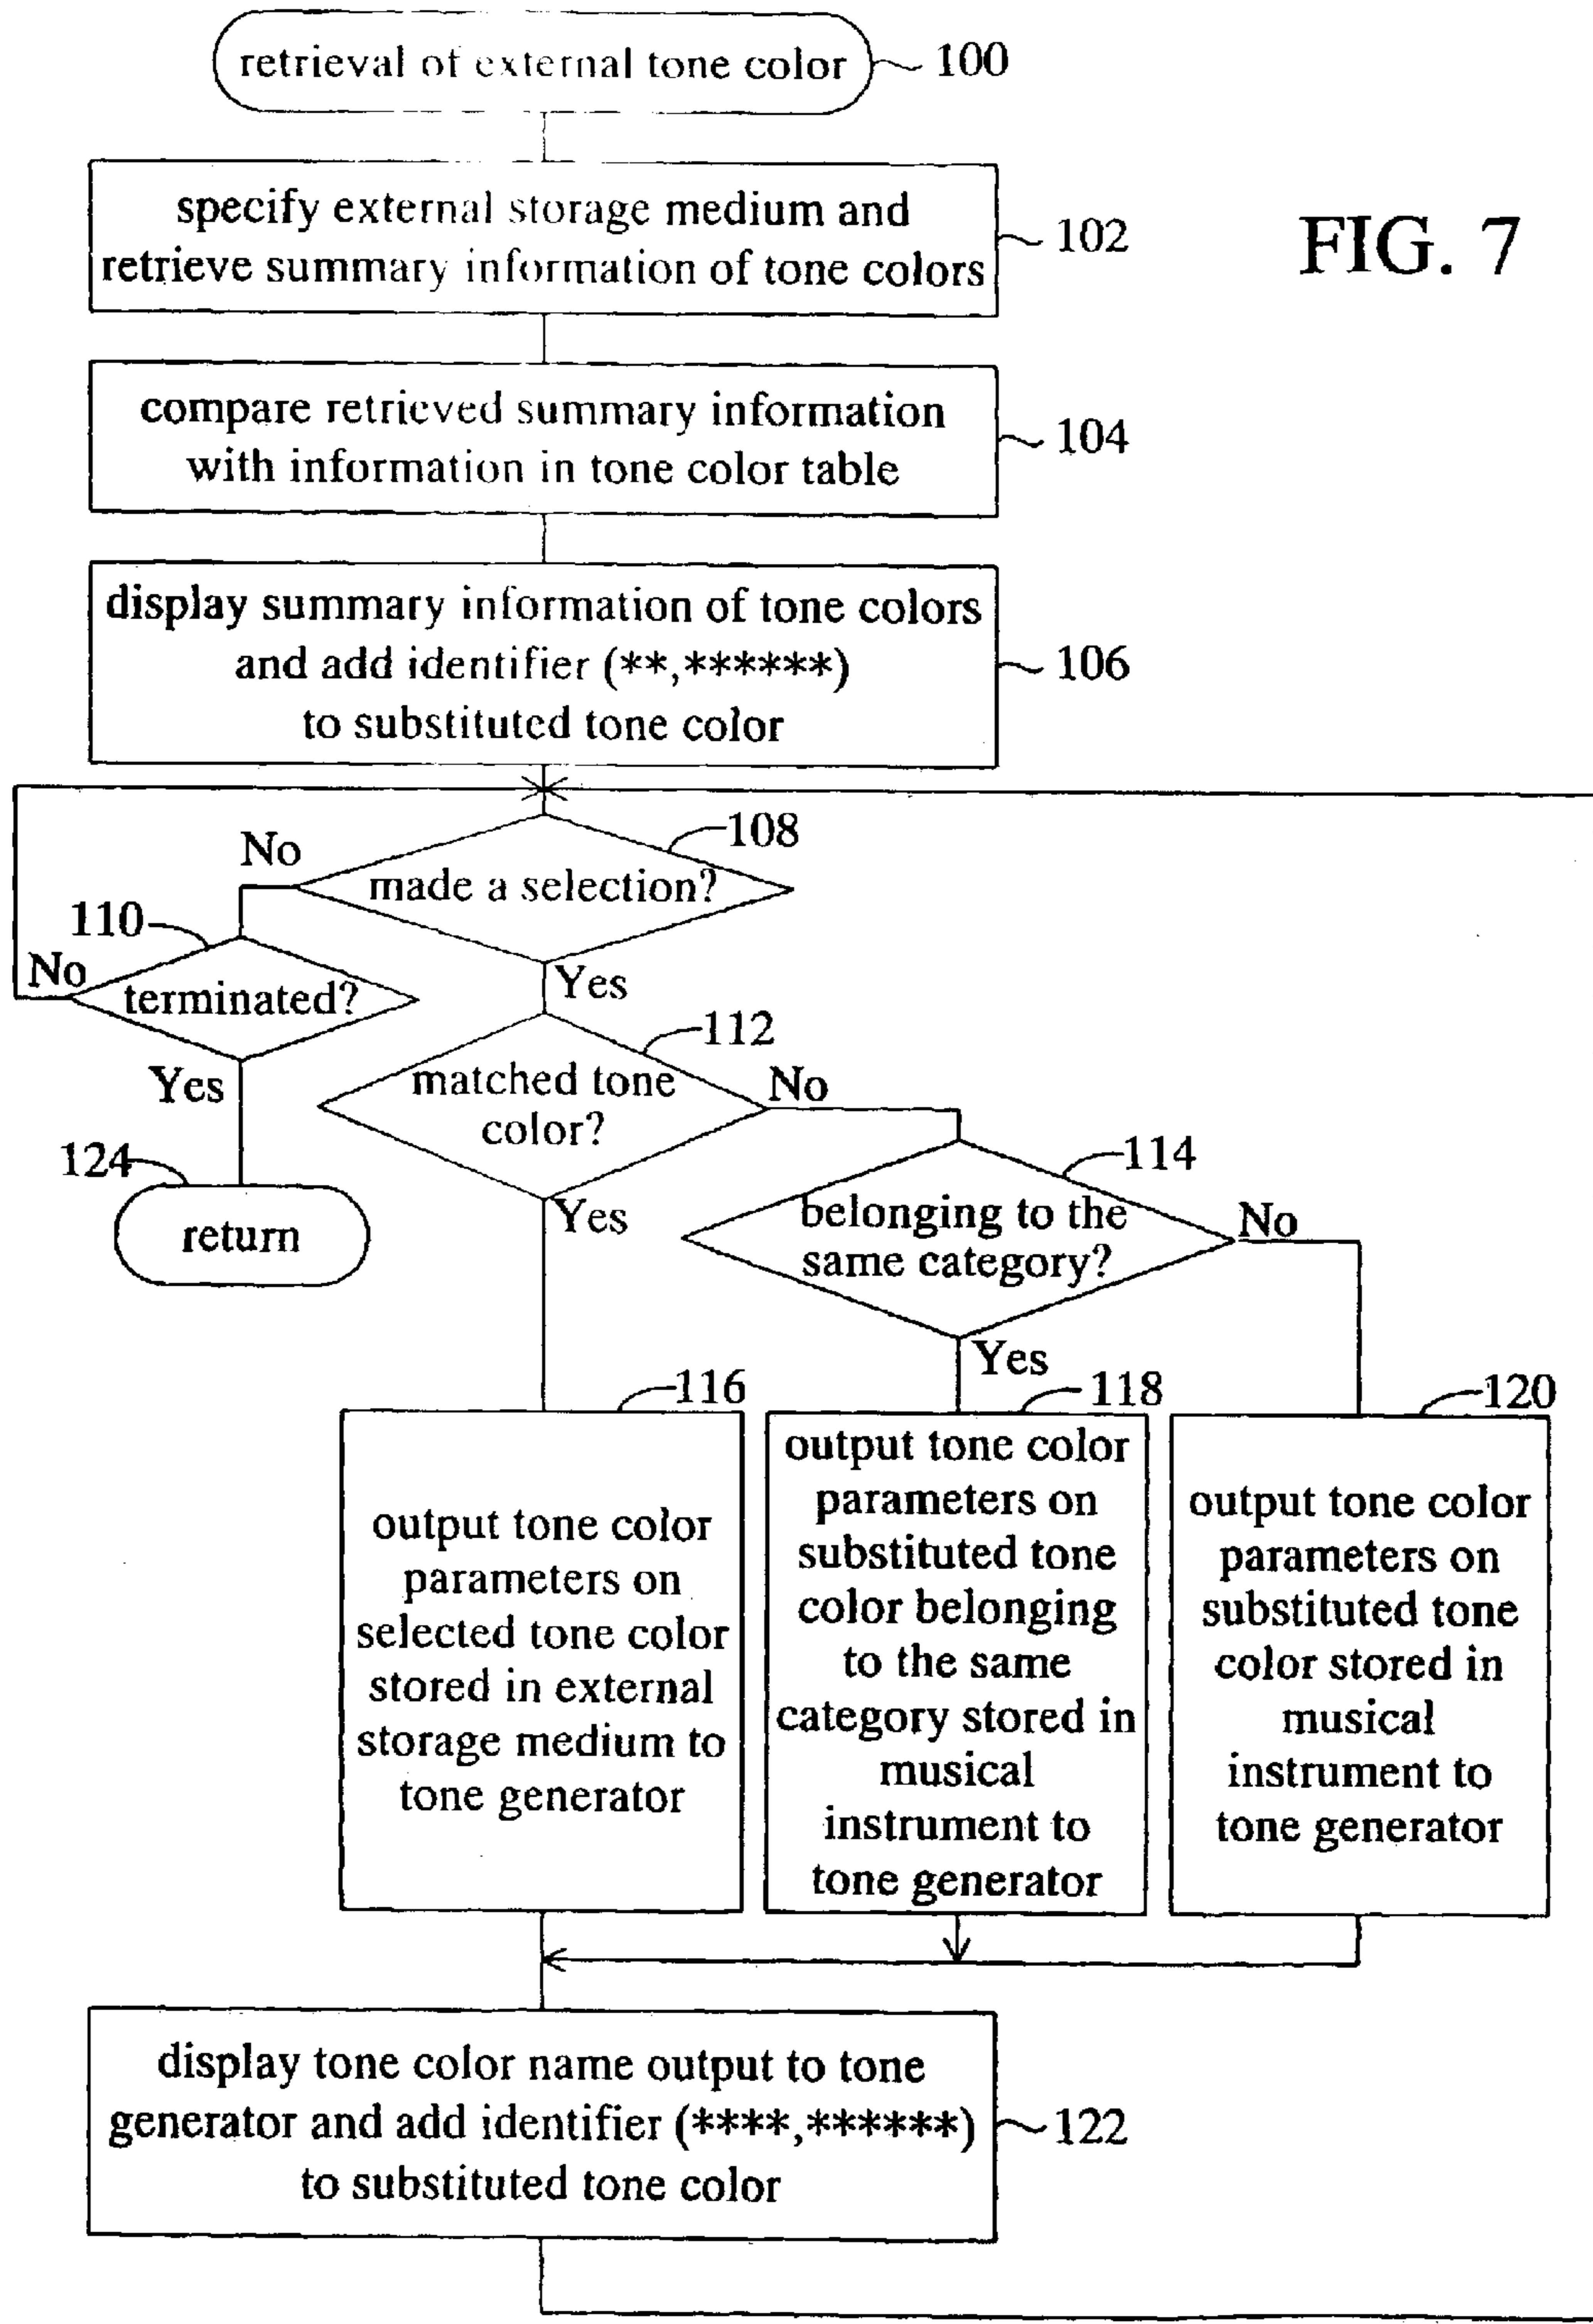 retrieval of external tone color
100
specify external storage medium and
retrieve summary information of tone colors
102
FIG. 7
compare retrieved summary information
with information in tone color table
104
display summary information of tone colors
and add identifier (**,******)
to substituted tone color
106
108
No
made a selection?
110
No
terminated?
Yes
Yes
112
matched tone
color?
No
124
return
Yes
114
belonging to the
same category?
No
Yes
116
118
120
output tone color
parameters on
selected tone color
stored in external
storage medium to
tone generator
output tone color
parameters on
substituted tone
color belonging
to the same
category stored in
musical
instrument to
tone generator
output tone color
parameters on
substituted tone
color stored in
musical
instrument to
tone generator
display tone color name output to tone
generator and add identifier (****,******)
to substituted tone color
122